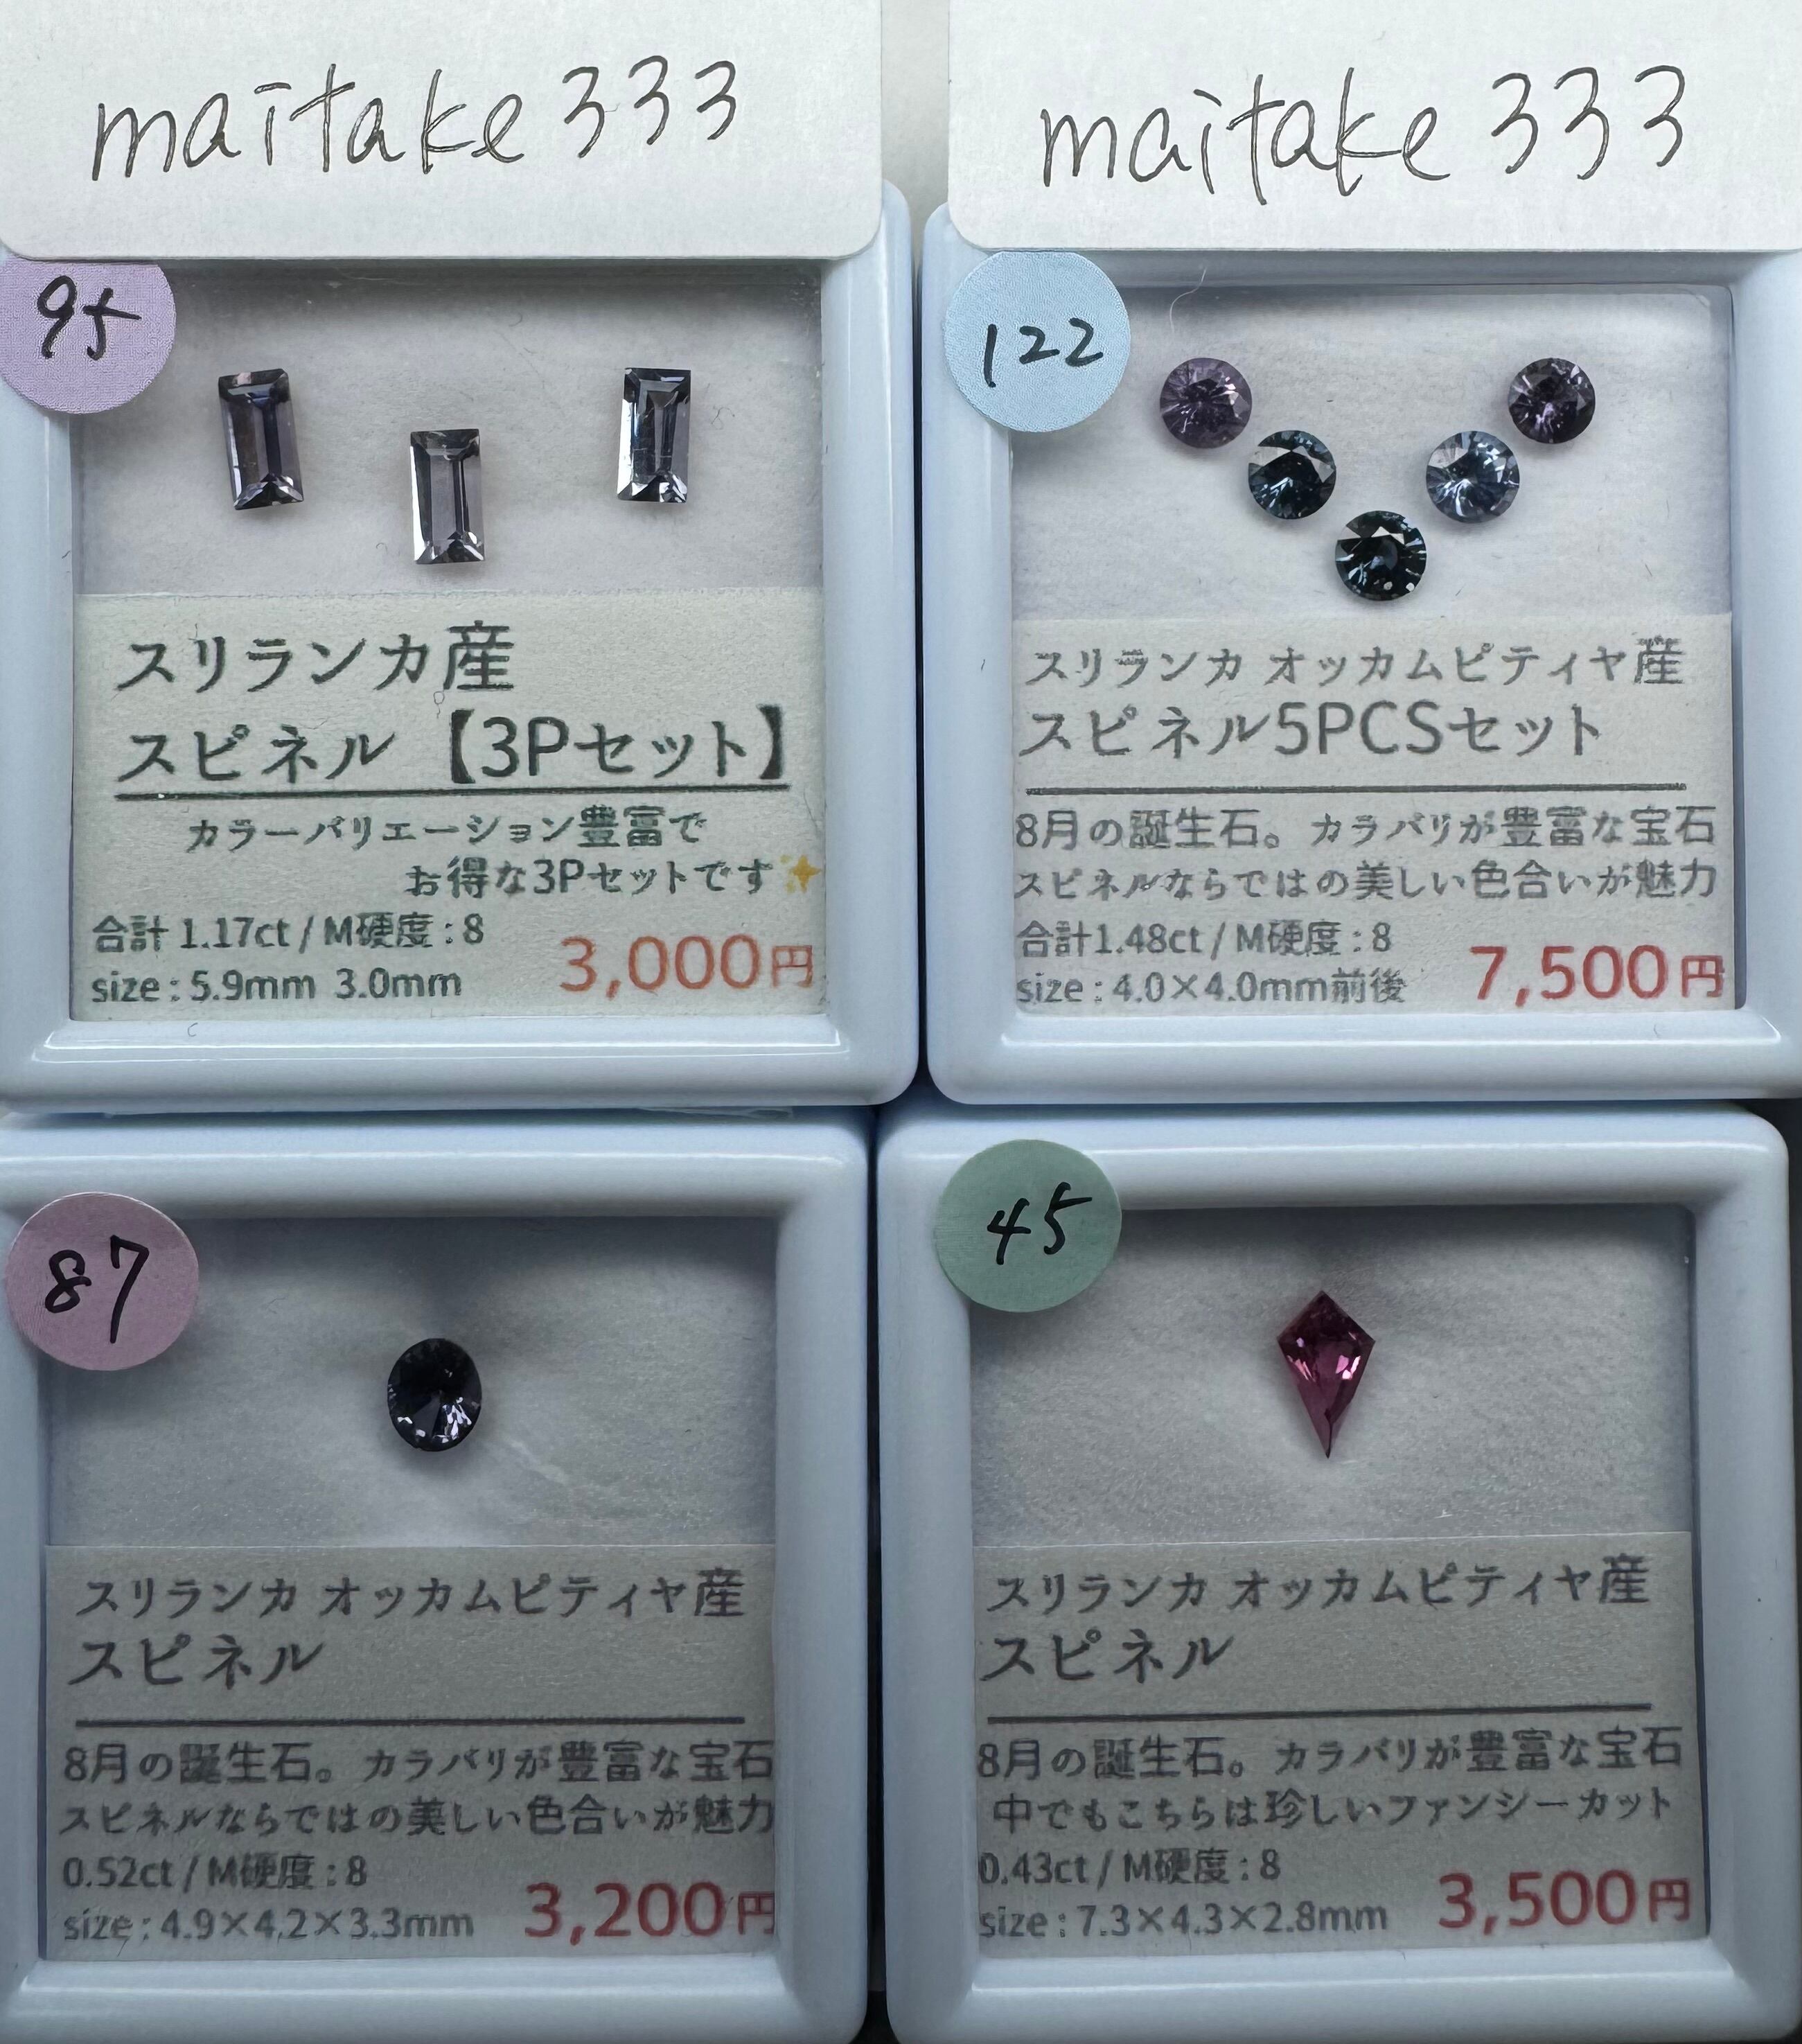 maitake333
95
スリランカ産
スピネル【3Pセット】
カラーバリエーション豊富で
お得な3Pセットです✨
合計 1.17ct / M硬度 : 8
size : 5.9mm 3.0mm
3,000円
maitake333
122
スリランカ オッカムピティヤ産
スピネル5PCSセット
8月の誕生石。カラバリが豊富な宝石
スピネルならではの美しい色合いが魅力
合計1.48ct / M硬度 : 8
size : 4.0×4.0mm前後
7,500円
87
スリランカ オッカムピティヤ産
スピネル
8月の誕生石。カラバリが豊富な宝石
スピネルならではの美しい色合いが魅力
0.52ct / M硬度 : 8
size : 4.9×4.2×3.3mm
3,200円
45
スリランカ オッカムピティヤ産
スピネル
8月の誕生石。カラバリが豊富な宝石
中でもこちらは珍しいファンシーカット
0.43ct / M硬度 : 8
size : 7.3×4.3×2.8mm
3,500円